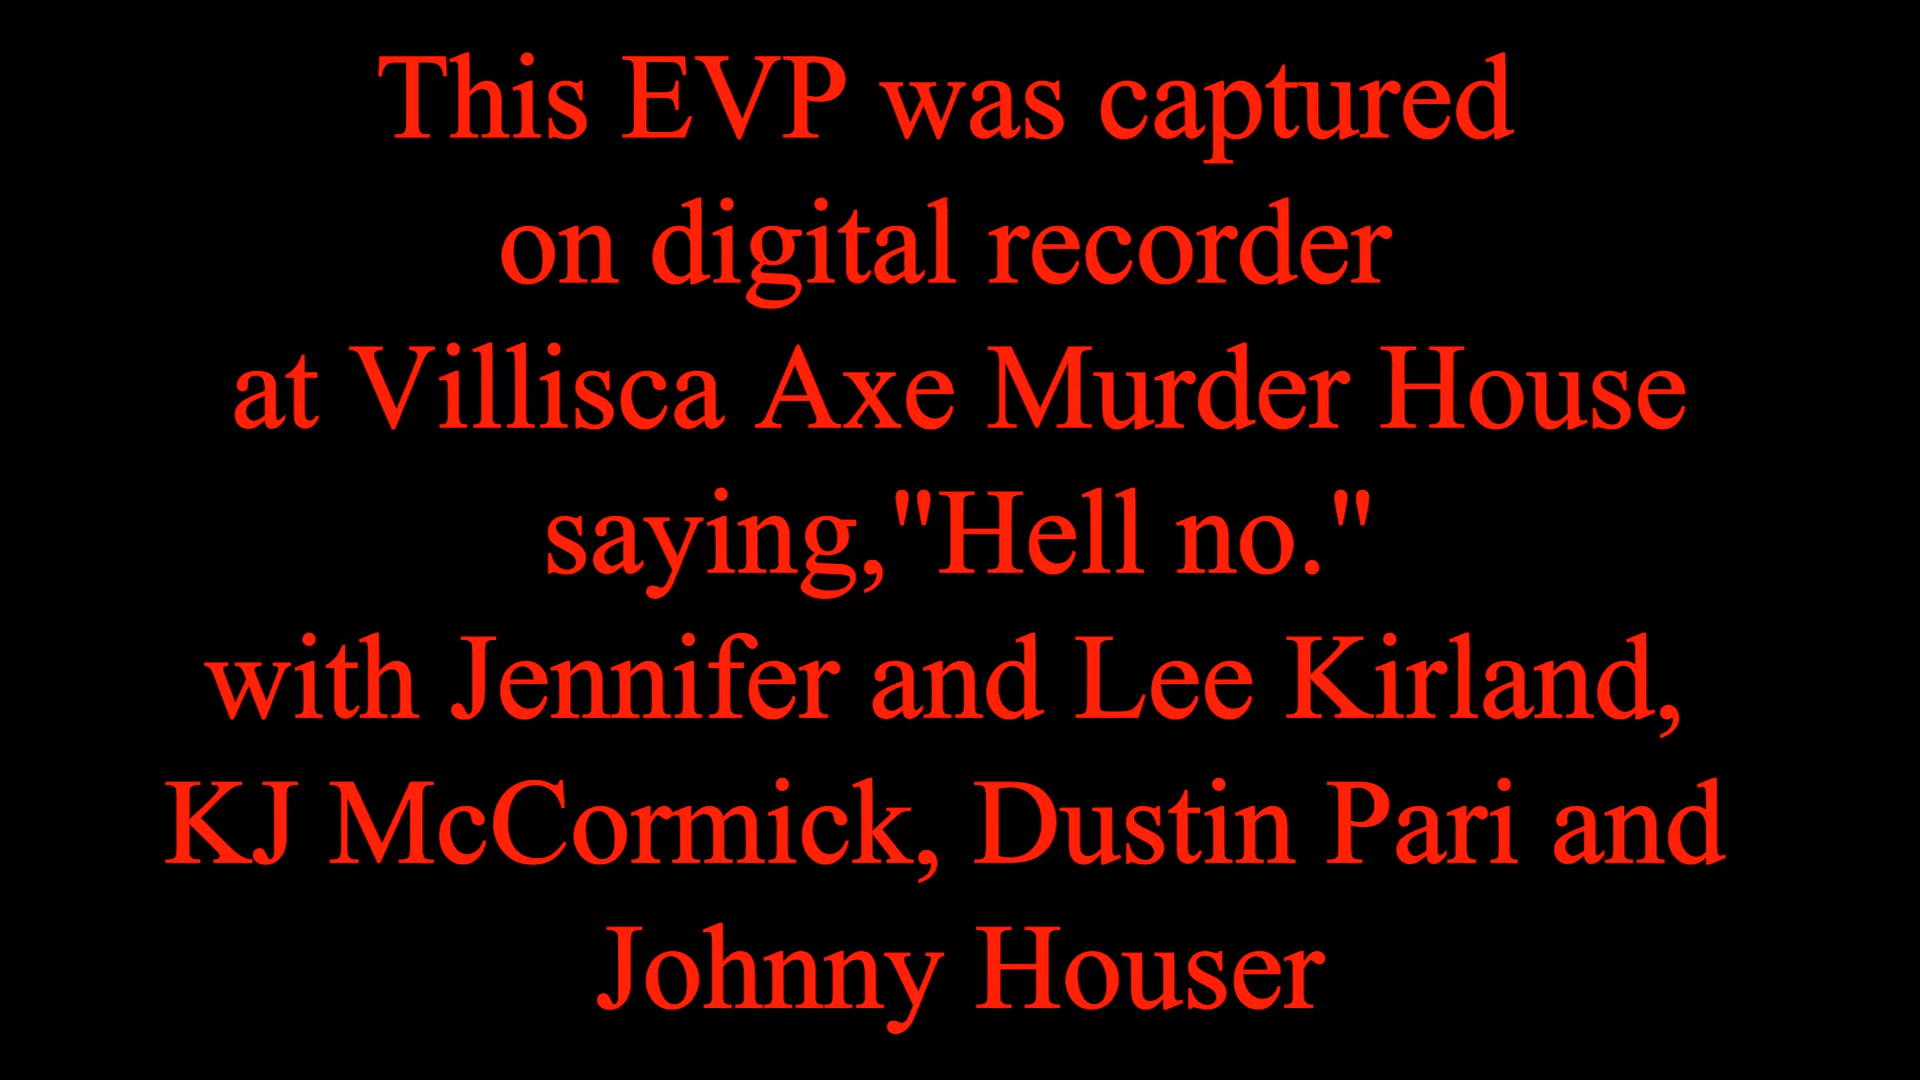 This EVP was captured
on digital recorder
at Villisca Axe Murder House
saying,"Hell no."
with Jennifer and Lee Kirland,
KJ McCormick, Dustin Pari and
Johnny Houser